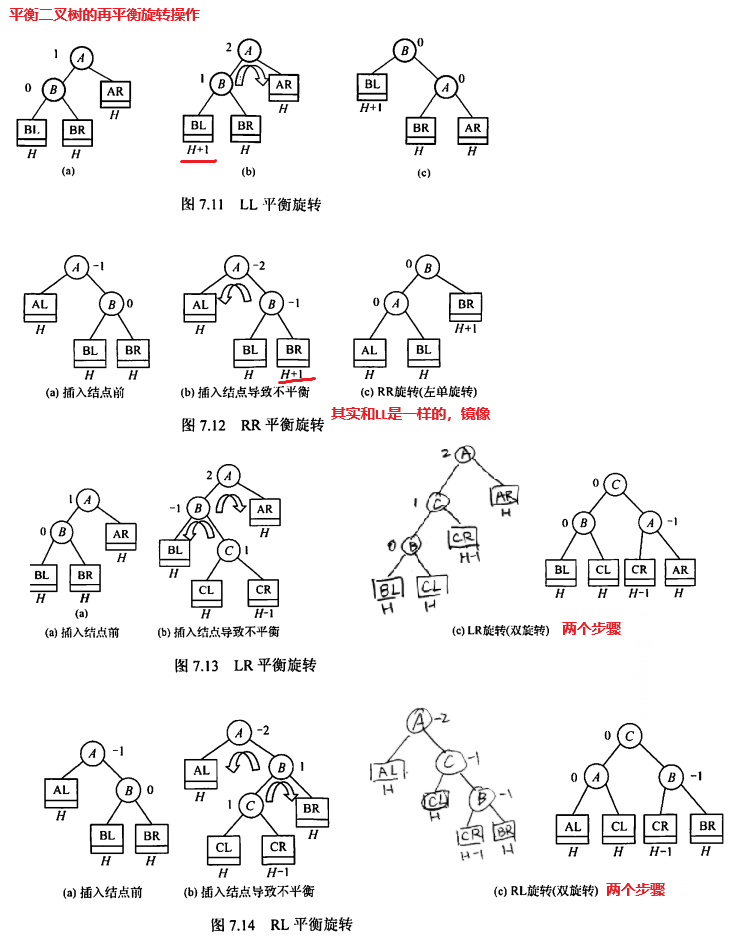 平衡二叉树的再平衡旋转操作
1 A
2 A
B 0
0 B AR
H
1 B AR
H
BL
H+1
A 0
BL BR
H H
BL BR
H+1 H
BR AR
H H
(a) (b) (c)
图 7.11 LL 平衡旋转
A -1
A -2
0 B
AL B 0
H
AL B -1
H
0 A BR
H+1
BL BR
H H
BL BR
H H+1
AL BL
H H
(a) 插入结点前 (b) 插入结点导致不平衡 (c) RR旋转(左单旋转)
图 7.12 RR 平衡旋转 其实和LL是一样的，镜像
1 A
2 A
2 A
0 C
0 B AR
H
-1 B AR
H
1 C AR
H
0 B A -1
BL BR
H H
BL C 1
H
0 B CR
H-1
BL CL CR AR
H H H-1 H
(a)
CL CR
H H-1
BL CL
H H
(a) 插入结点前 (b) 插入结点导致不平衡 (c) LR旋转(双旋转) 两个步骤
图 7.13 LR 平衡旋转
A -1
A -2
A -2
0 C
AL B 0
H
AL B 1
H
AL C -1
H
0 A B -1
BL BR
H H
1 C BR
H
CL B -1
H
AL CL CR BR
H H H-1 H
CL CR
H H-1
CR BR
H-1 H
(a) 插入结点前 (b) 插入结点导致不平衡 (c) RL旋转(双旋转) 两个步骤
图 7.14 RL 平衡旋转